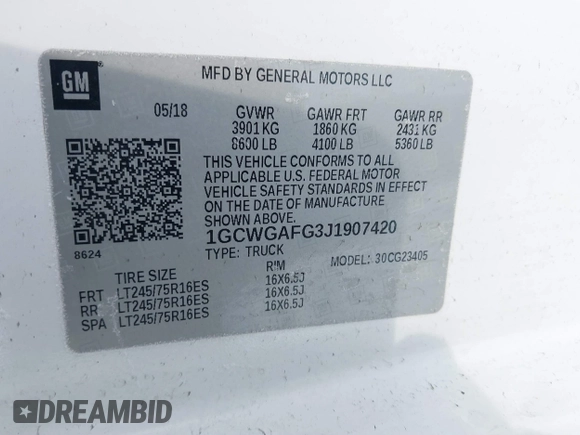 GM
MFD BY GENERAL MOTORS LLC
05/18 GVWR GAWR FRT GAWR RR
3901 KG 1860 KG 2431 KG
8600 LB 4100 LB 5360 LB
THIS VEHICLE CONFORMS TO ALL
APPLICABLE U.S. FEDERAL MOTOR
VEHICLE SAFETY STANDARDS IN EFFECT
ON THE DATE OF MANUFACTURE
SHOWN ABOVE.
1GCWGAFG3J1907420
8624 TYPE: TRUCK MODEL: 30CG23405
TIRE SIZE RIM
FRT LT245/75R16ES 16X6.5J
RR LT245/75R16ES 16X6.5J
SPA LT245/75R16ES 16X6.5J
DREAMBID